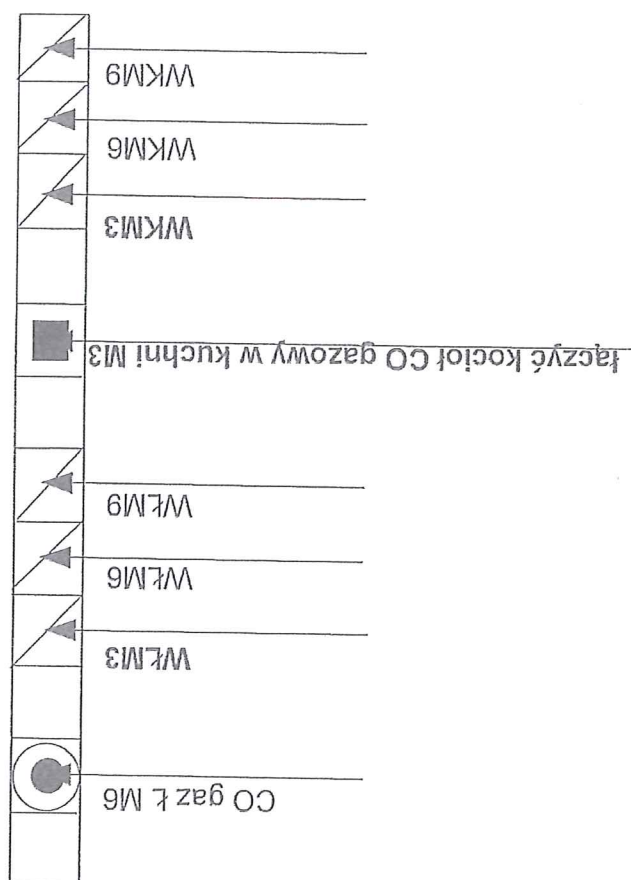 CO gaz Ł M6
WŁM3
WŁM6
WŁM9
łączyć kocioł CO gazowy w kuchni M3
WKM3
WKM6
WKM9